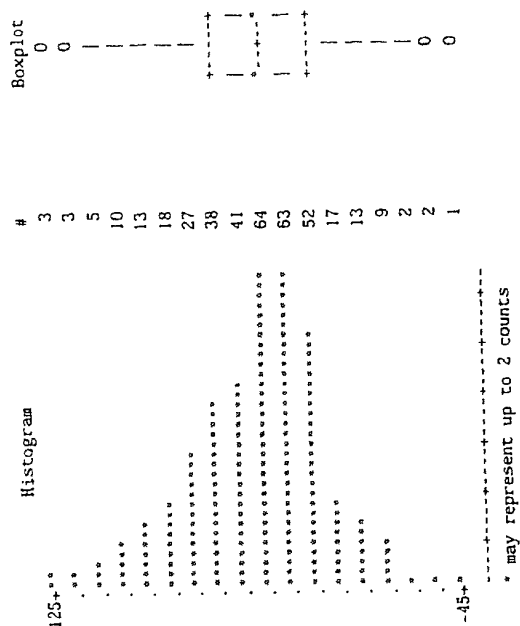 Histogram # Boxplot
125+** 3 0
.** 3 0
.*** 5 |
.***** 10 |
.******* 13 |
.********* 18 |
.************** 27 |
.******************* 38 +-----+
.********************* 41 | |
.******************************** 64 *--+--*
.******************************** 63 | |
.************************** 52 +-----+
.********* 17 |
.******* 13 |
.***** 9 |
.* 2 |
.* 2 0
-45+* 1 0
----+----+----+----+----+----+--
* may represent up to 2 counts